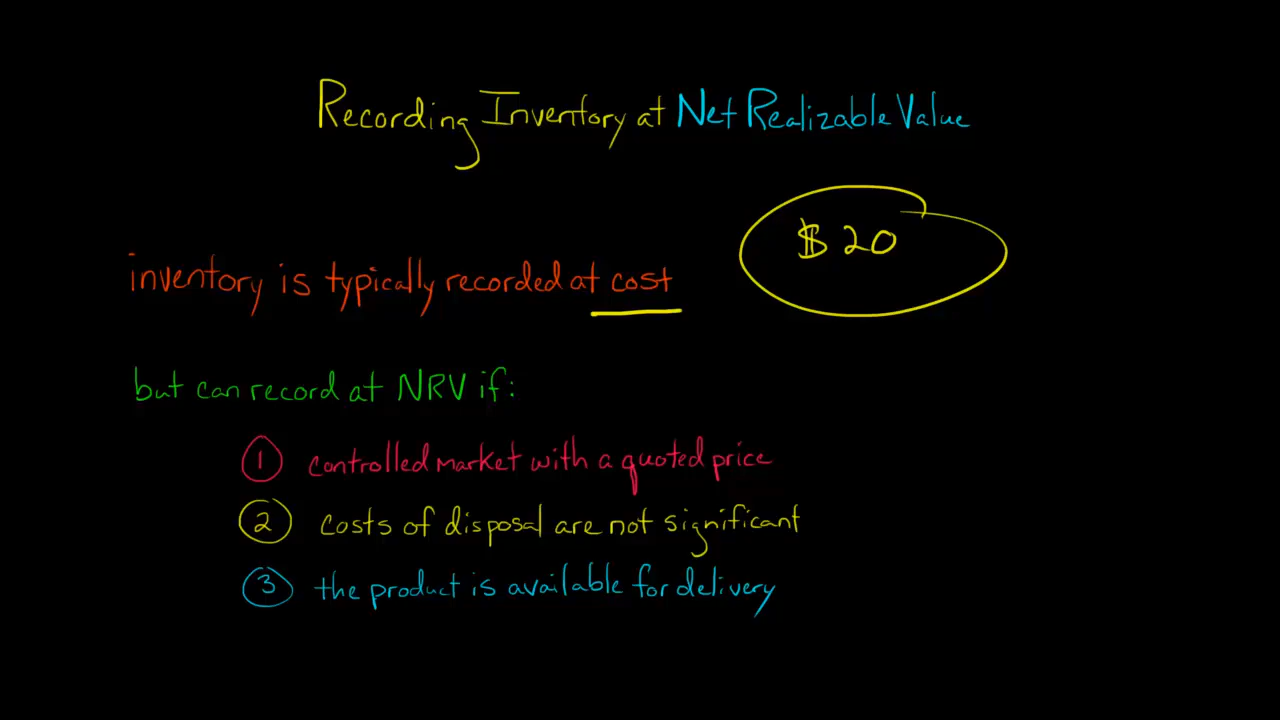 Recording Inventory at Net Realizable Value
$20
inventory is typically recorded at cost
but can record at NRV if:
1 controlled market with a quoted price
2 costs of disposal are not significant
3 the product is available for delivery